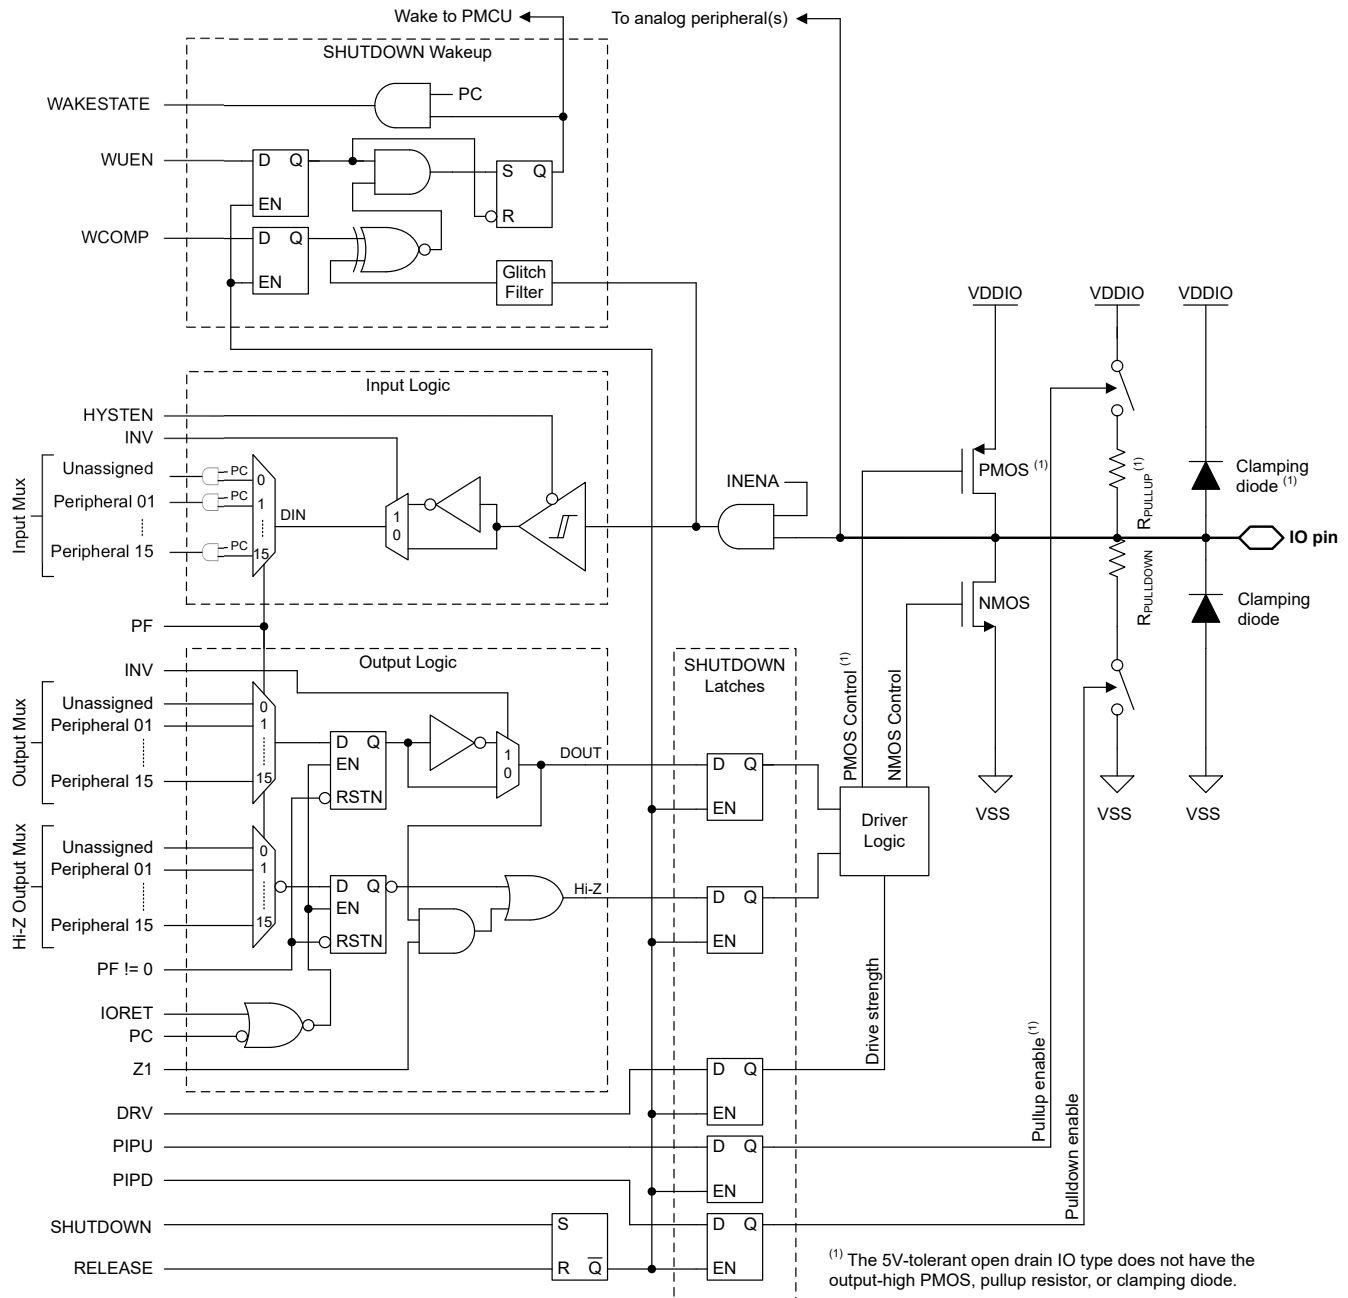 Wake to PMCU
To analog peripheral(s)
SHUTDOWN Wakeup
WAKESTATE
PC
WUEN
D Q
EN
S Q
R
WCOMP
D Q
EN
Glitch
Filter
VDDIO
VDDIO
VDDIO
Input Logic
HYSTEN
INV
Input Mux
Unassigned
PC
0
Peripheral 01
PC
1
Peripheral 15
PC
15
DIN
1
0
INENA
PMOS (1)
RPULLUP (1)
Clamping
diode (1)
IO pin
RPULLDOWN
NMOS
Clamping
diode
PF
Output Logic
INV
Output Mux
Unassigned
0
Peripheral 01
1
Peripheral 15
15
D Q
EN
RSTN
1
0
DOUT
SHUTDOWN
Latches
D Q
EN
PMOS Control (1)
NMOS Control
Driver
Logic
VSS
VSS
VSS
Hi-Z Output Mux
Unassigned
0
Peripheral 01
1
Peripheral 15
15
D Q
EN
RSTN
Hi-Z
D Q
EN
PF != 0
IORET
PC
Z1
Drive strength
D Q
EN
DRV
PIPU
D Q
EN
Pullup enable (1)
PIPD
Pulldown enable
SHUTDOWN
S
RELEASE
R Q
D Q
EN
(1) The 5V-tolerant open drain IO type does not have the
output-high PMOS, pullup resistor, or clamping diode.